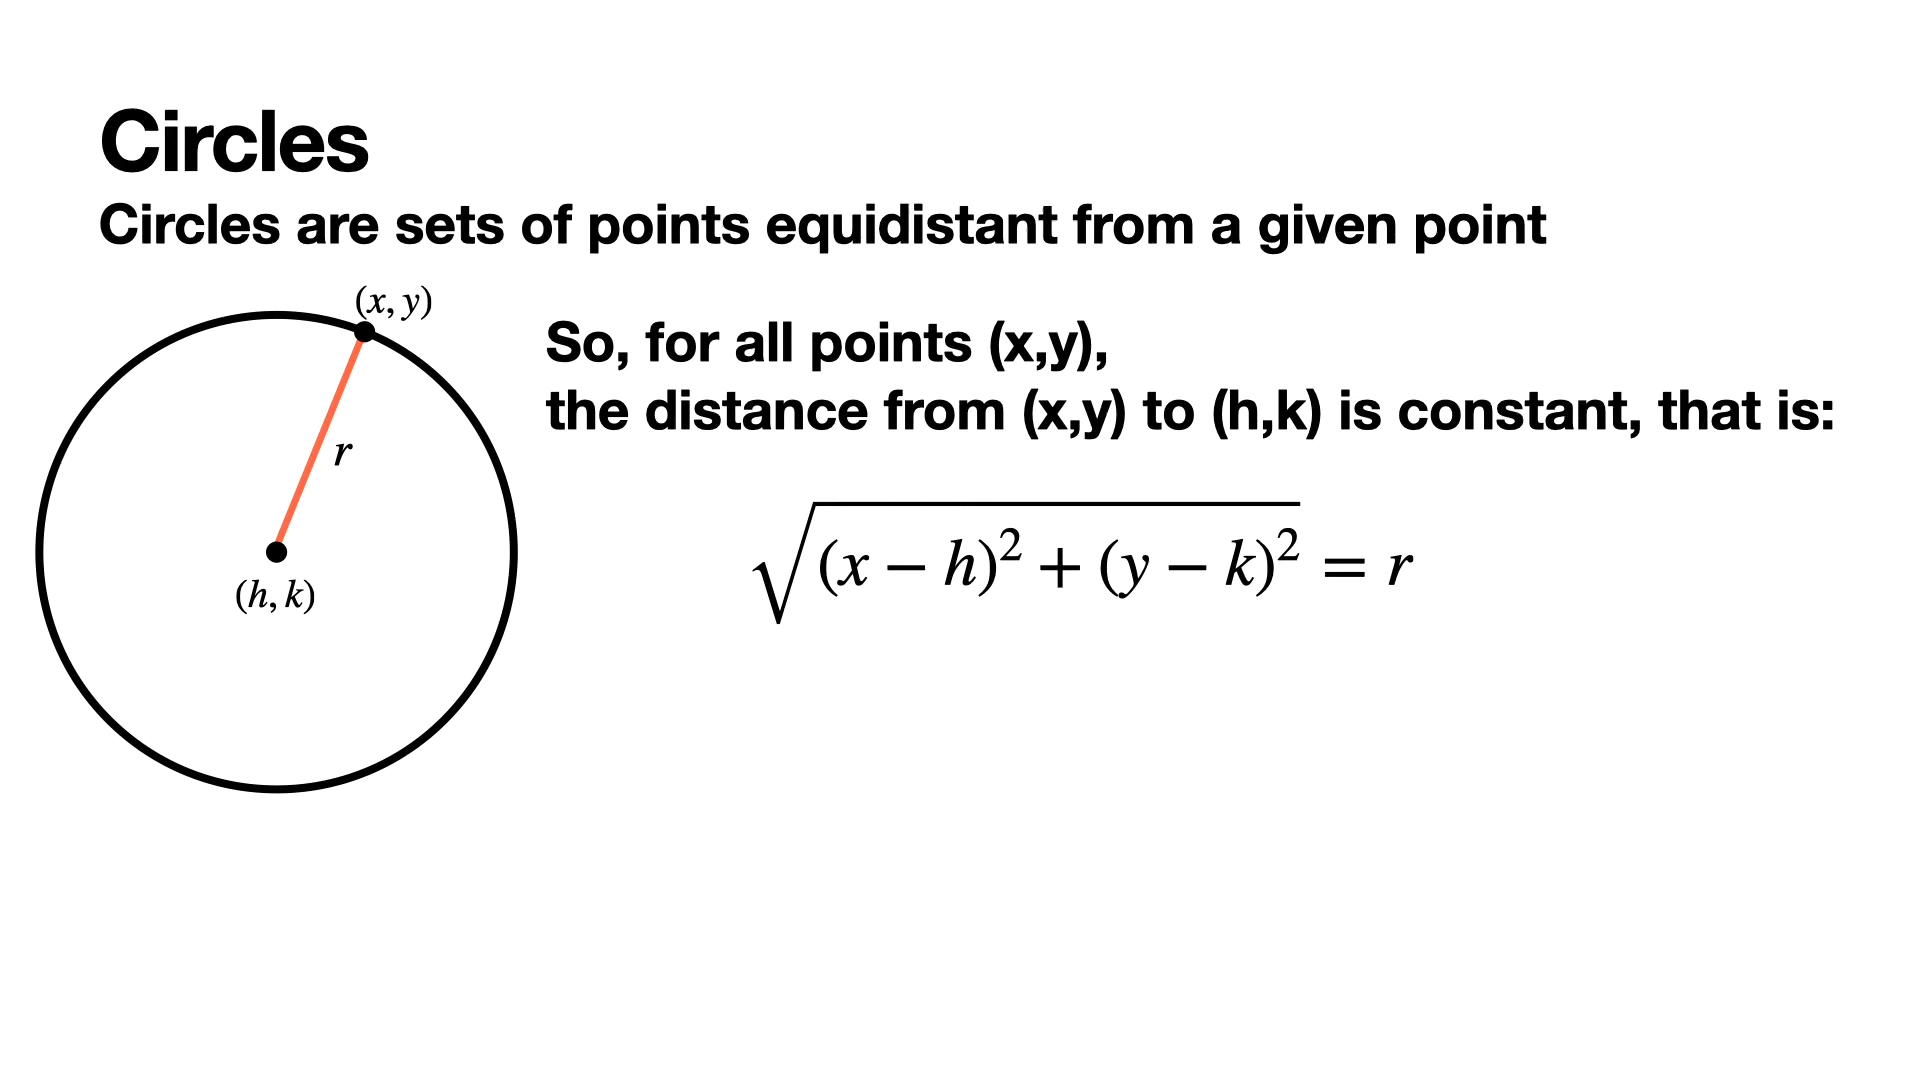 Circles
Circles are sets of points equidistant from a given point
(x, y)
So, for all points (x,y),
the distance from (x,y) to (h,k) is constant, that is:
r
√(x − h)² + (y − k)² = r
(h, k)